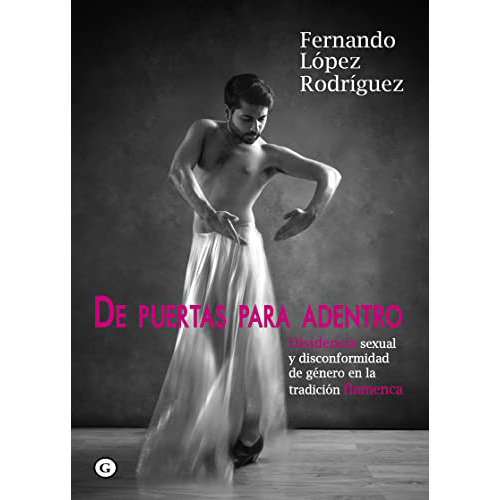 Fernando
López
Rodríguez
DE PUERTAS PARA ADENTRO
Disidencia sexual
y disconformidad
de género en la
tradición flamenca
G